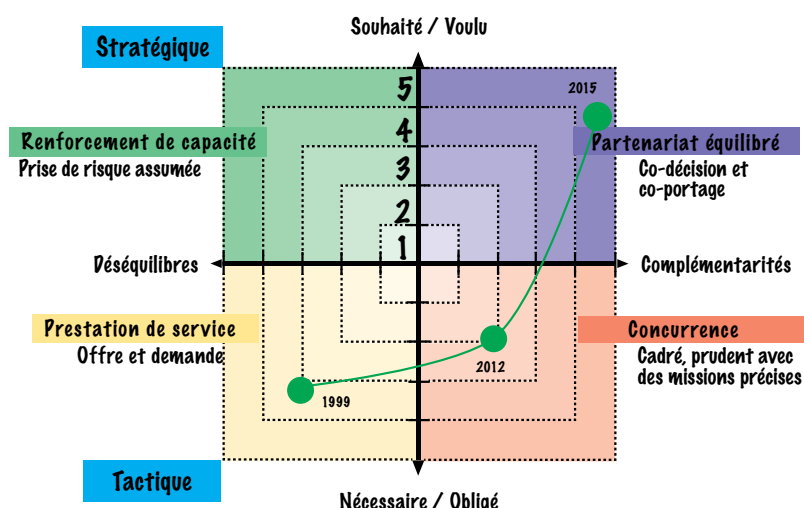 Souhaité / Voulu
Stratégique
2015
5
Renforcement de capacité
4
Partenariat équilibré
Prise de risque assumée
Co-décision et
co-portage
3
2
1
Déséquilibres
Complémentarités
Prestation de service
Concurrence
Offre et demande
Cadré, prudent avec
des missions précises
2012
1999
Tactique
Nécessaire / Obligé